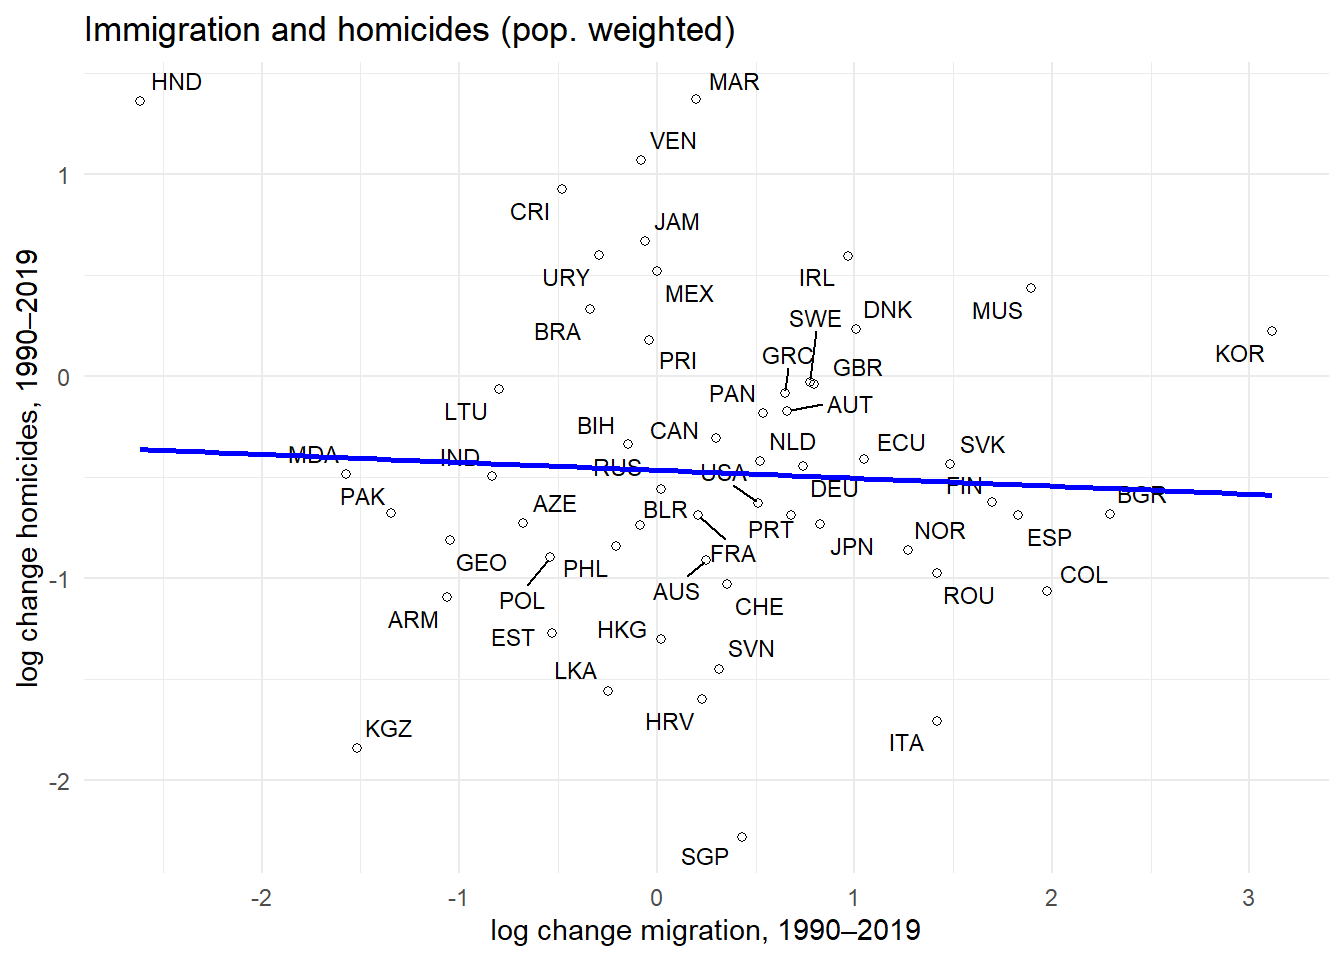 Immigration and homicides (pop. weighted)
HND
MAR
VEN
1
CRI
JAM
URY
IRL
MEX
DNK
MUS
SWE
BRA
KOR
GRC
PRI
GBR
0
PAN
LTU
AUT
BIH
CAN
NLD
ECU
SVK
MDA
IND
RUS
USA
DEU
FIN
BGR
PAK
AZE
BLR
PRT
NOR
ESP
JPN
FRA
GEO
PHL
COL
-1
POL
AUS
ROU
CHE
ARM
EST
HKG
SVN
LKA
HRV
KGZ
ITA
-2
SGP
-2
-1
0
1
2
3
log change migration, 1990–2019
log change homicides, 1990–2019